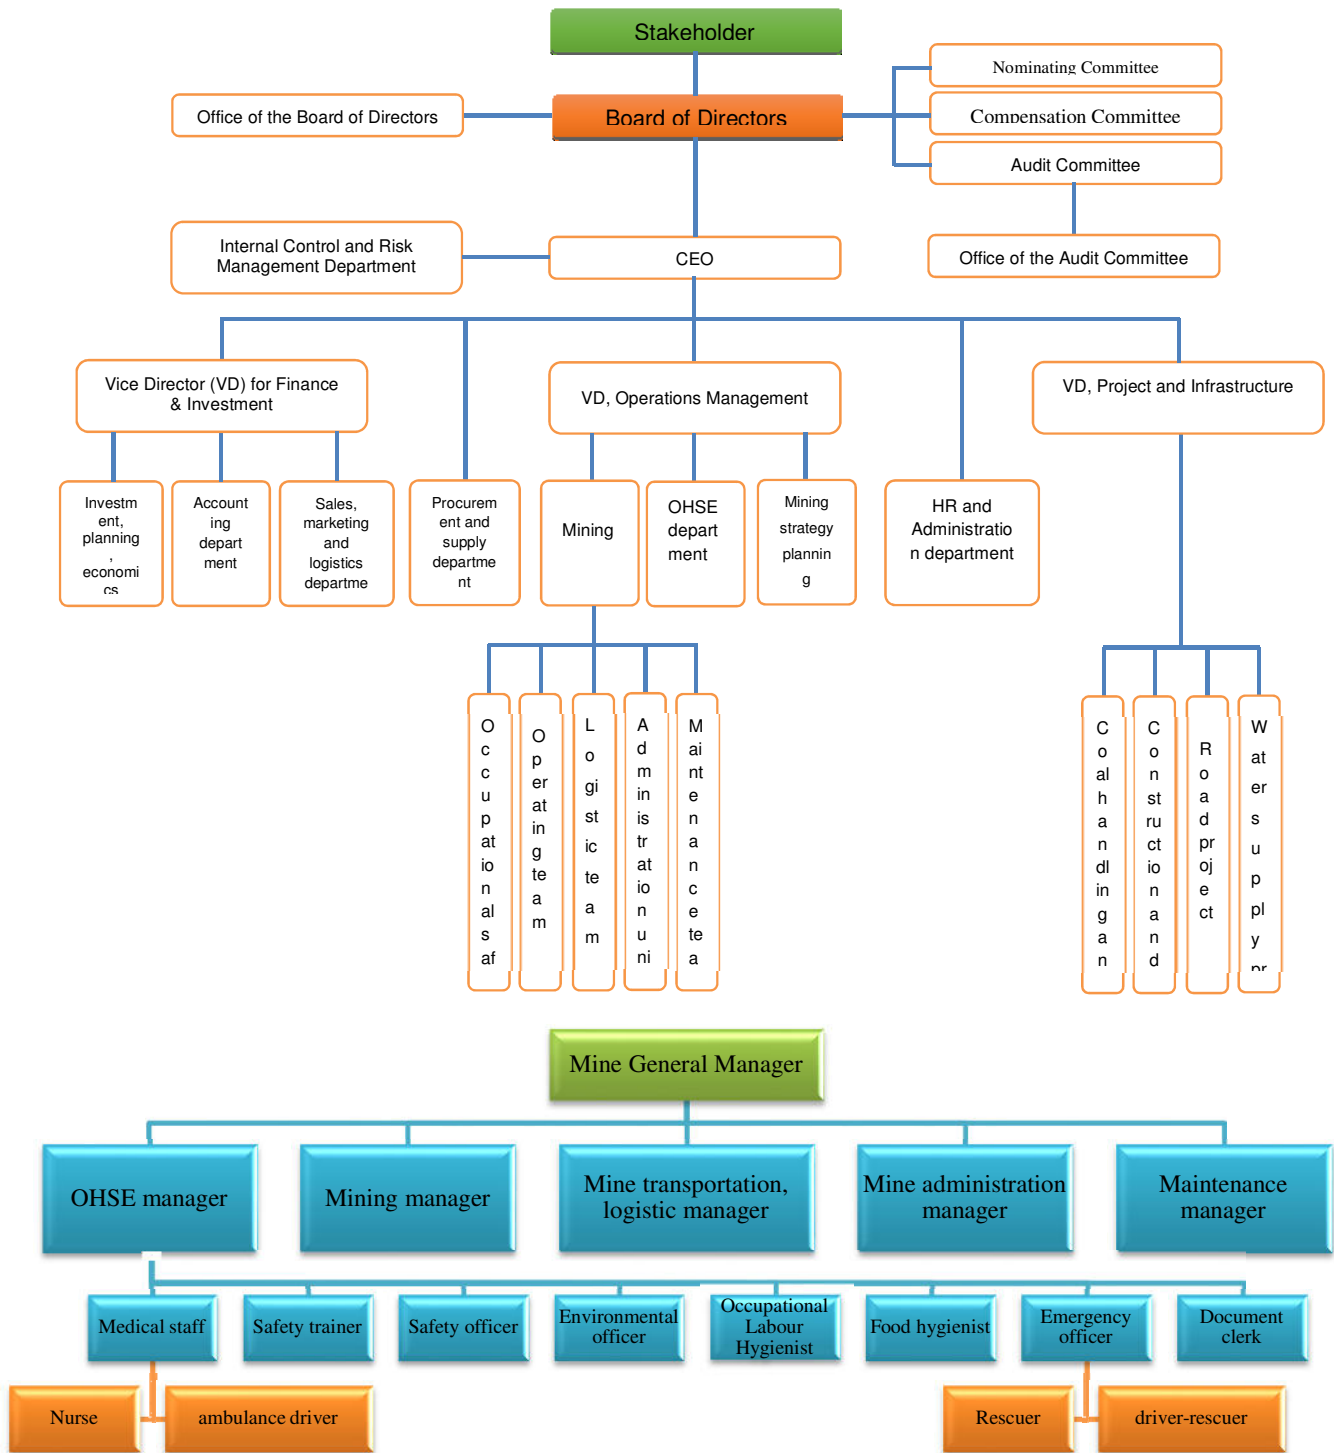 Stakeholder
Nominating Committee
Office of the Board of Directors
Board of Directors
Compensation Committee
Audit Committee
Internal Control and Risk
Management Department
CEO
Office of the Audit Committee
Vice Director (VD) for Finance
& Investment
VD, Operations Management
VD, Project and Infrastructure
Investm
ent,
planning
,
economi
cs
Account
ing
depart
ment
Sales,
marketing
and
logistics
departme
Procurem
ent and
supply
departme
nt
Mining
OHSE
depart
ment
Mining
strategy
plannin
g
HR and
Administratio
n department
O
c
c
u
p
at
io
n
al
s
af
O
p
er
at
in
g
te
a
m
L
o
gi
st
ic
te
a
m
A
d
m
in
is
tr
at
io
n
u
ni
M
ai
nt
e
n
a
n
c
e
te
a
C
o
al
h
a
n
dl
in
g
a
n
C
o
n
st
ru
ct
io
n
a
n
d
R
o
a
d
pr
oj
e
ct
W
at
er
s
u
p
pl
y
pr
Mine General Manager
OHSE manager
Mining manager
Mine transportation,
logistic manager
Mine administration
manager
Maintenance
manager
Medical staff
Safety trainer
Safety officer
Environmental
officer
Occupational
Labour
Hygienist
Food hygienist
Emergency
officer
Document
clerk
Nurse
ambulance driver
Rescuer
driver-rescuer